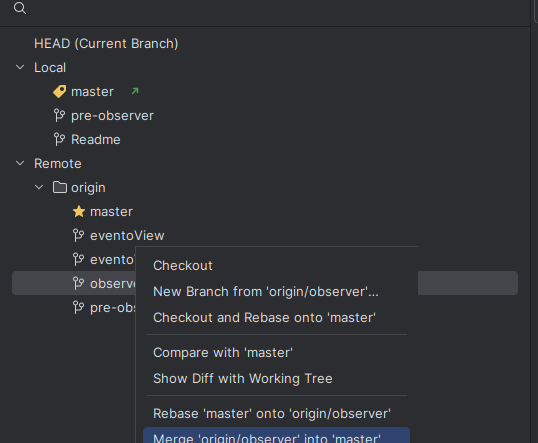 HEAD (Current Branch)
Local
master
pre-observer
Readme
Remote
origin
master
eventoView
evento
observe
pre-obs
Checkout
New Branch from 'origin/observer'...
Checkout and Rebase onto 'master'
Compare with 'master'
Show Diff with Working Tree
Rebase 'master' onto 'origin/observer'
Merge 'origin/observer' into 'master'